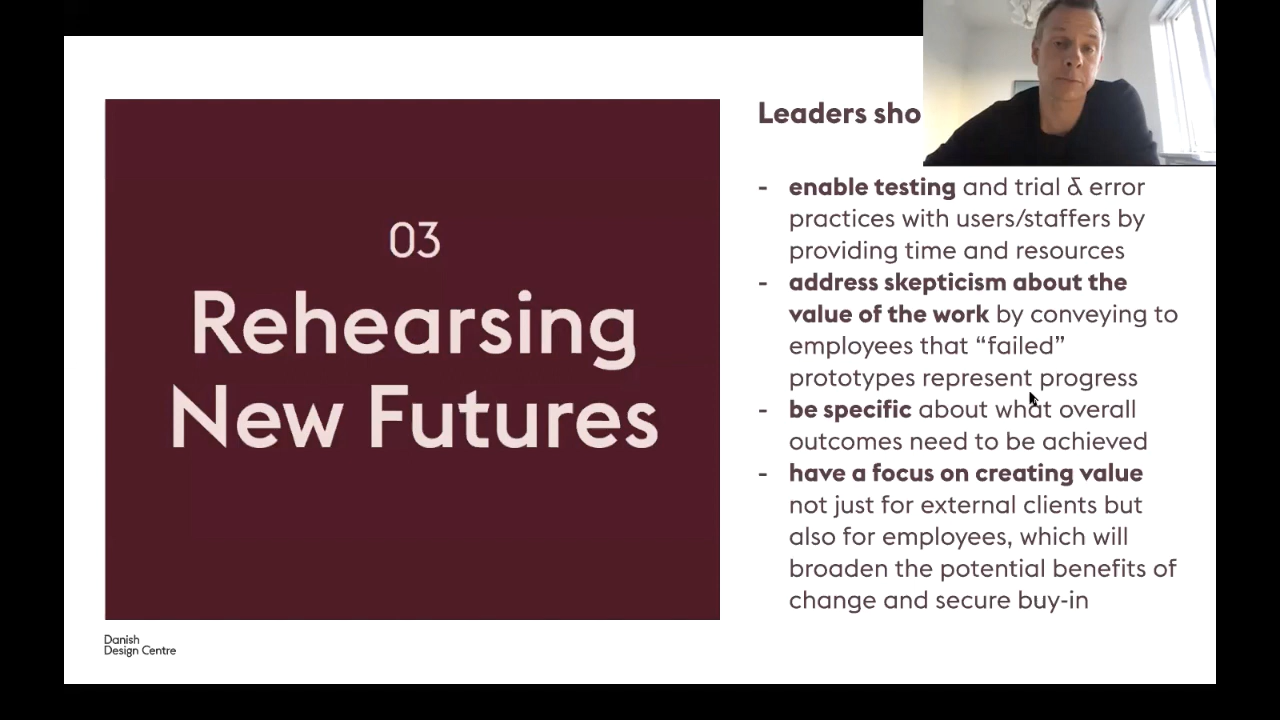 03
Rehearsing
New Futures
Leaders sho
- enable testing and trial & error
practices with users/staffers by
providing time and resources
- address skepticism about the
value of the work by conveying to
employees that “failed”
prototypes represent progress
- be specific about what overall
outcomes need to be achieved
- have a focus on creating value
not just for external clients but
also for employees, which will
broaden the potential benefits of
change and secure buy-in
Danish
Design Centre